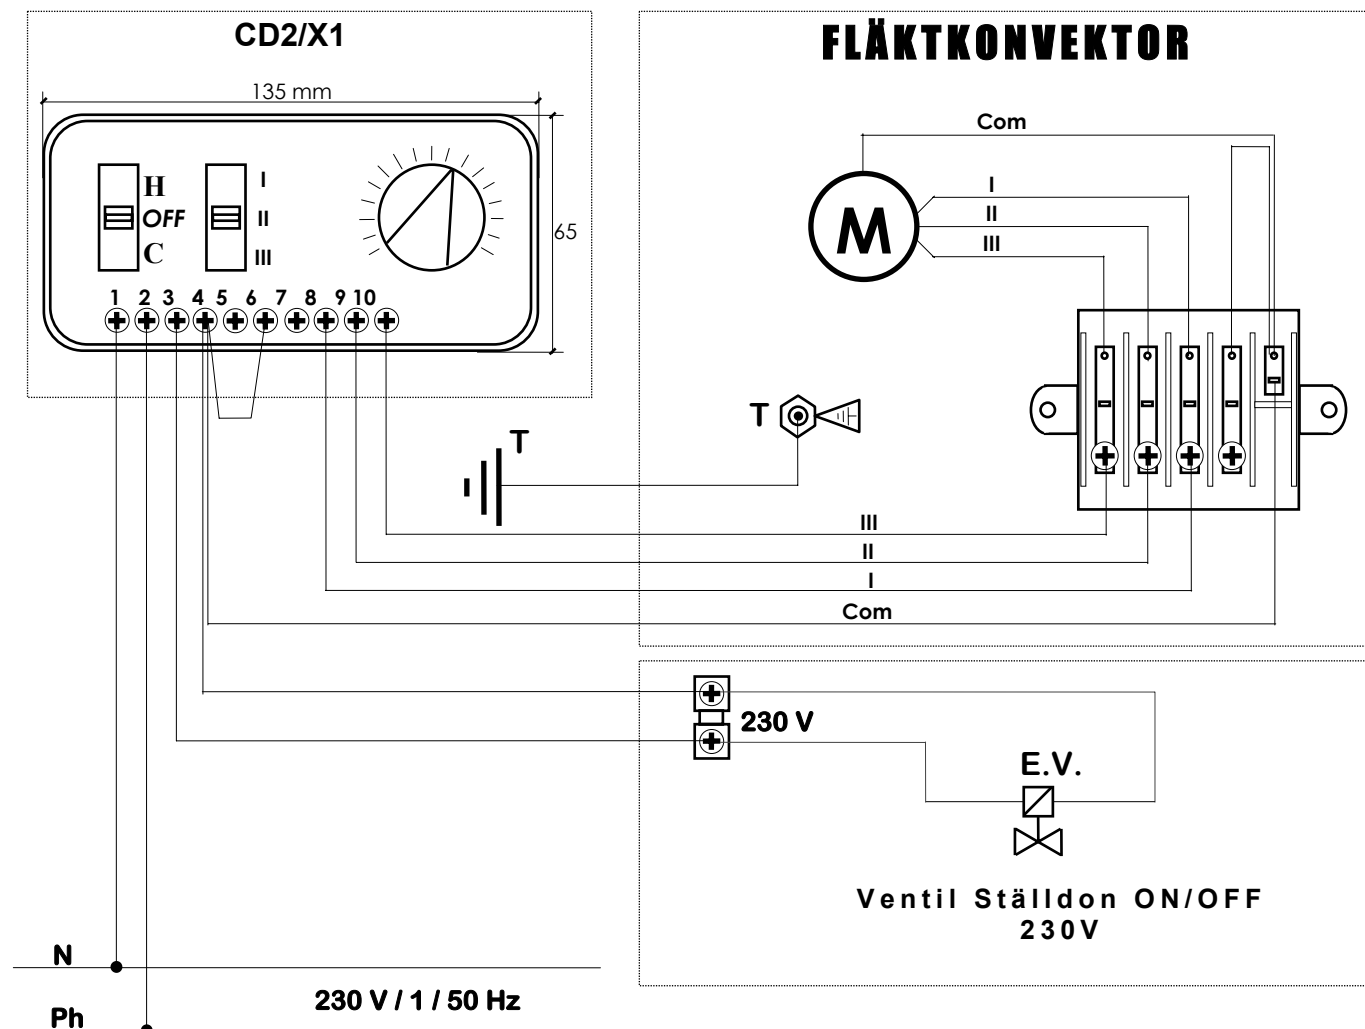 CD2/X1
135 mm
65
H
OFF
C
I
II
III
1 2 3 4 5 6 7 8 9 10
FLÄKTKONVEKTOR
Com
I
II
III
M
T
T
III
II
I
Com
230 V
E.V.
Ventil Ställdon ON/OFF
230V
N
230 V / 1 / 50 Hz
Ph